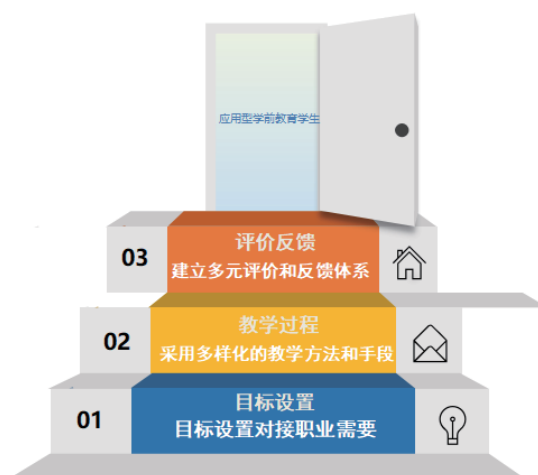 应用型学前教育学生
03
评价反馈
建立多元评价和反馈体系
02
教学过程
采用多样化的教学方法和手段
01
目标设置
目标设置对接职业需要